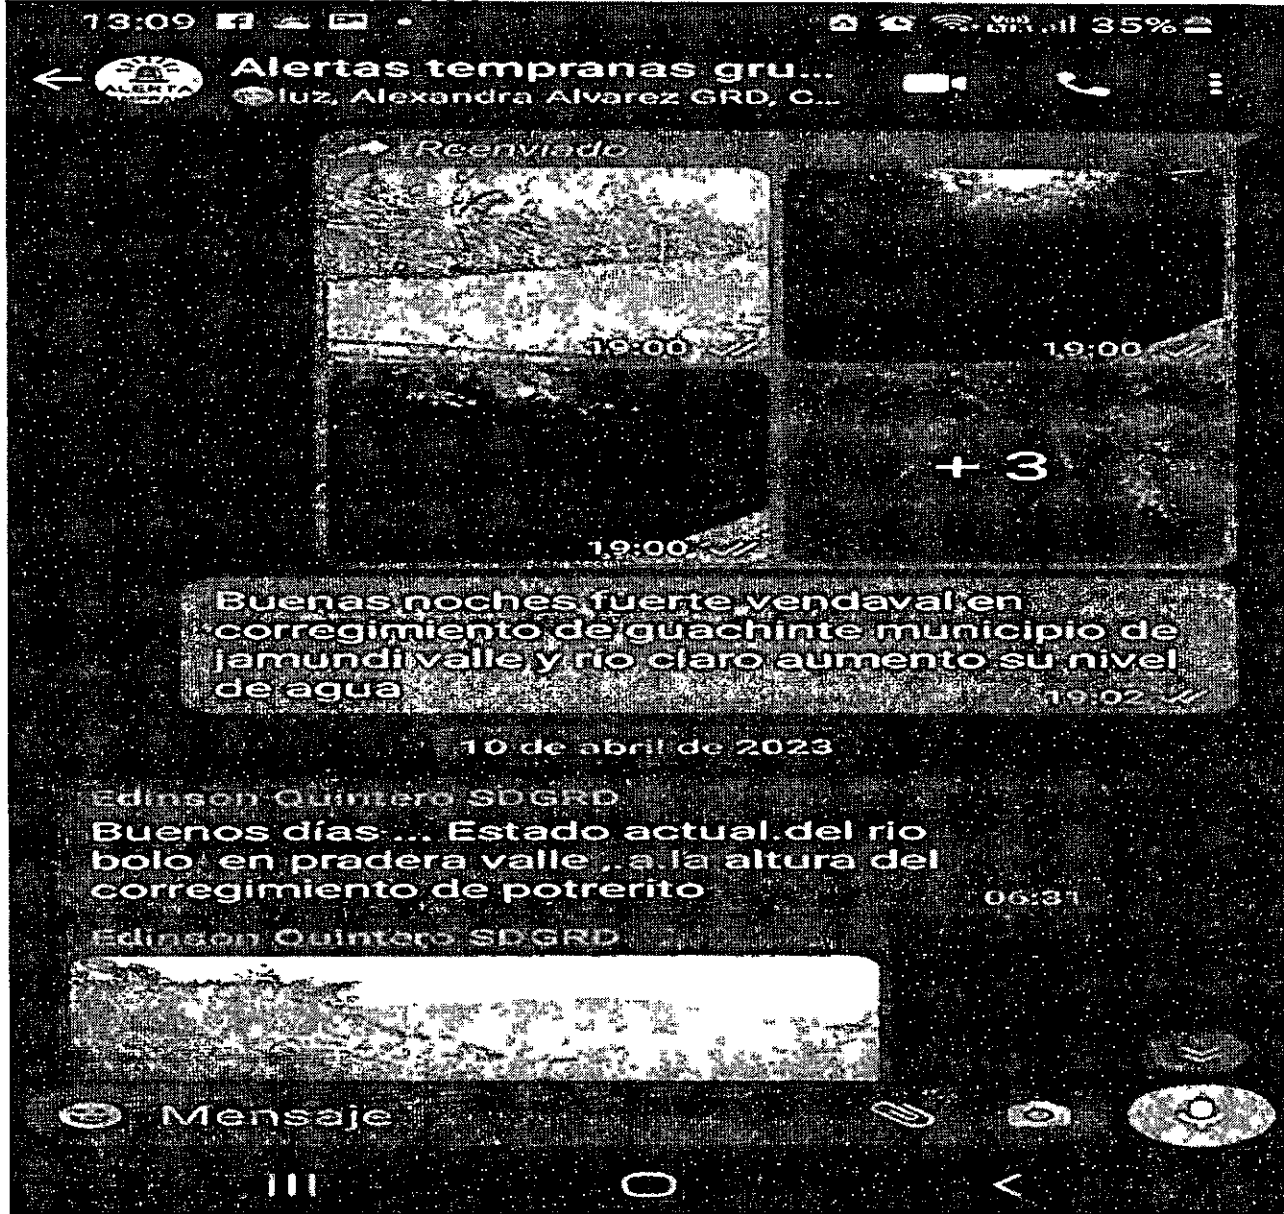 13:09
35%
Alertas tempranas gru...
ALERTA
luz, Alexandra Alvarez GRD, C...
Reenviado
19:00
19:00
19:00
+ 3
Buenas noches fuerte vendaval en
corregimiento de guachinte municipio de
jamundi valle y rio claro aumento su nivel
de agua
19:02
10 de abril de 2023
Edinson Quintero SDGRD
Buenos días ... Estado actual del rio
bolo, en pradera valle , a la altura del
corregimiento de potrerito
06:31
Edinson Quintero SDGRD
Mensaje